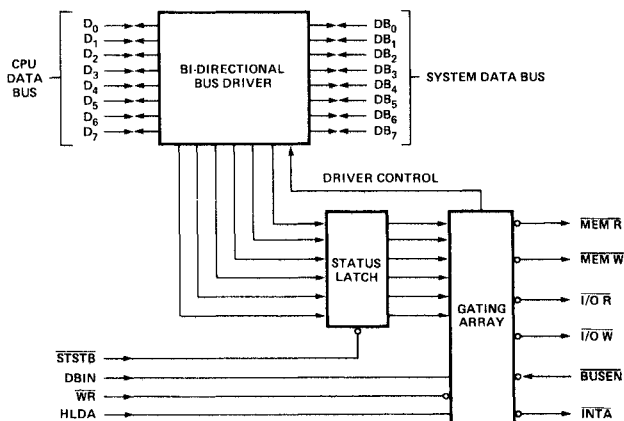 D0
D1
D2
D3
D4
D5
D6
D7
CPU
DATA
BUS
BI-DIRECTIONAL
BUS DRIVER
DB0
DB1
DB2
DB3
DB4
DB5
DB6
DB7
SYSTEM DATA BUS
DRIVER CONTROL
STATUS
LATCH
GATING
ARRAY
MEM R
MEM W
I/O R
I/O W
BUSEN
INTA
STSTB
DBIN
WR
HLDA